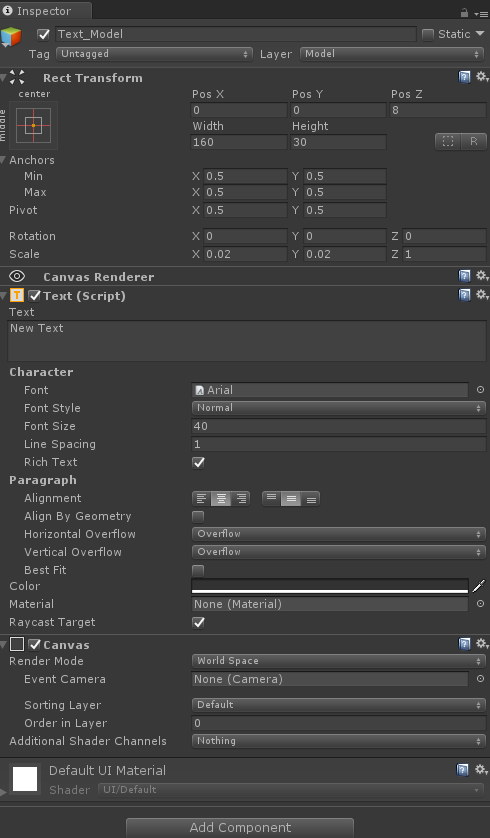 Inspector
Text_Model Static
Tag Untagged Layer Model
Rect Transform
center
middle
Pos X Pos Y Pos Z
0 0 8
Width Height
160 30
R
Anchors
Min X 0.5 Y 0.5
Max X 0.5 Y 0.5
Pivot X 0.5 Y 0.5
Rotation X 0 Y 0 Z 0
Scale X 0.02 Y 0.02 Z 1
Canvas Renderer
T Text (Script)
Text
New Text
Character
Font Arial
Font Style Normal
Font Size 40
Line Spacing 1
Rich Text
Paragraph
Alignment
Align By Geometry
Horizontal Overflow Overflow
Vertical Overflow Overflow
Best Fit
Color
Material None (Material)
Raycast Target
Canvas
Render Mode World Space
Event Camera None (Camera)
Sorting Layer Default
Order in Layer 0
Additional Shader Channels Nothing
Default UI Material
Shader UI/Default
Add Component